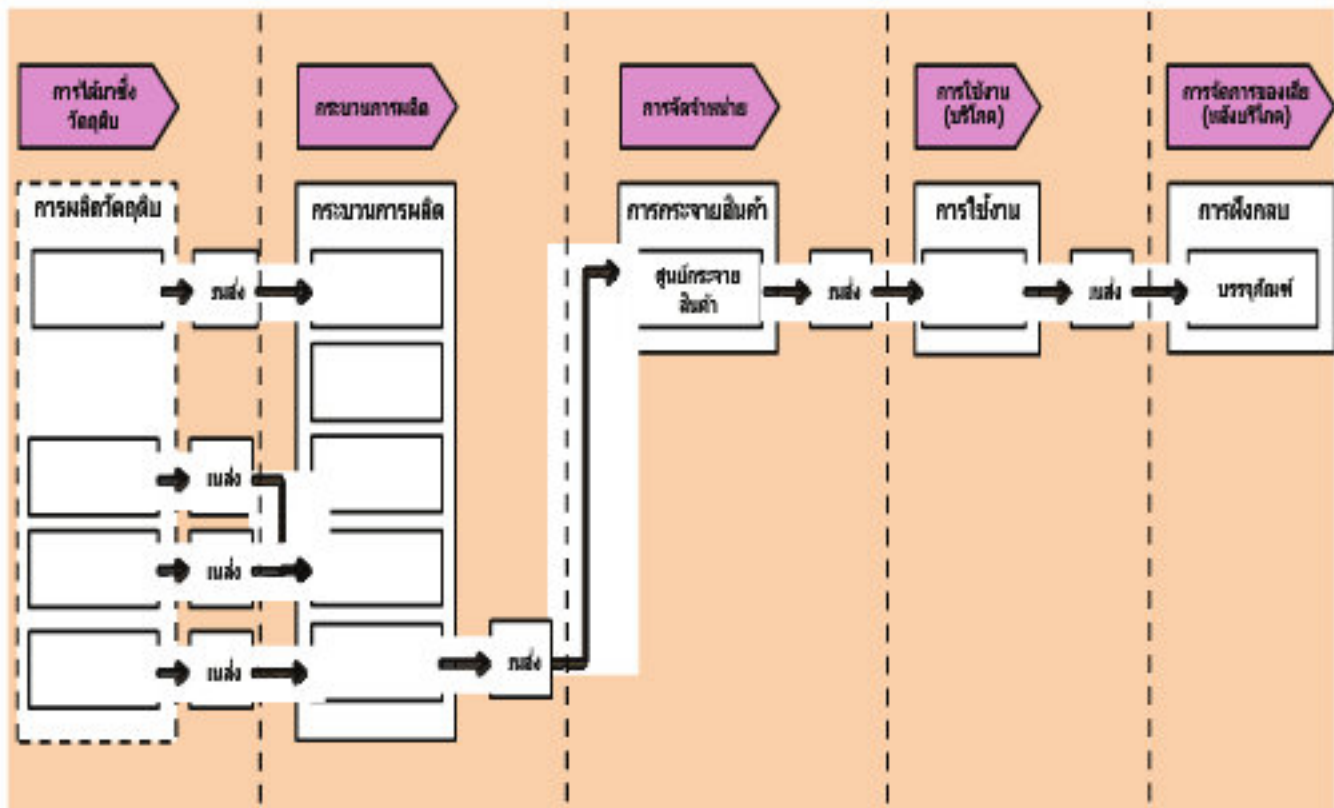 การได้มาซึ่ง
วัตถุดิบ
กระบวนการผลิต
การจัดจำหน่าย
การใช้งาน
(บริโภค)
การจัดการของเสีย
(หลังบริโภค)
การผลิตวัตถุดิบ
กระบวนการผลิต
การกระจายสินค้า
การใช้งาน
การฝังกลบ
ขนส่ง
ศูนย์กระจาย
สินค้า
ขนส่ง
ขนส่ง
บรรจุภัณฑ์
ขนส่ง
ขนส่ง
ขนส่ง
ขนส่ง